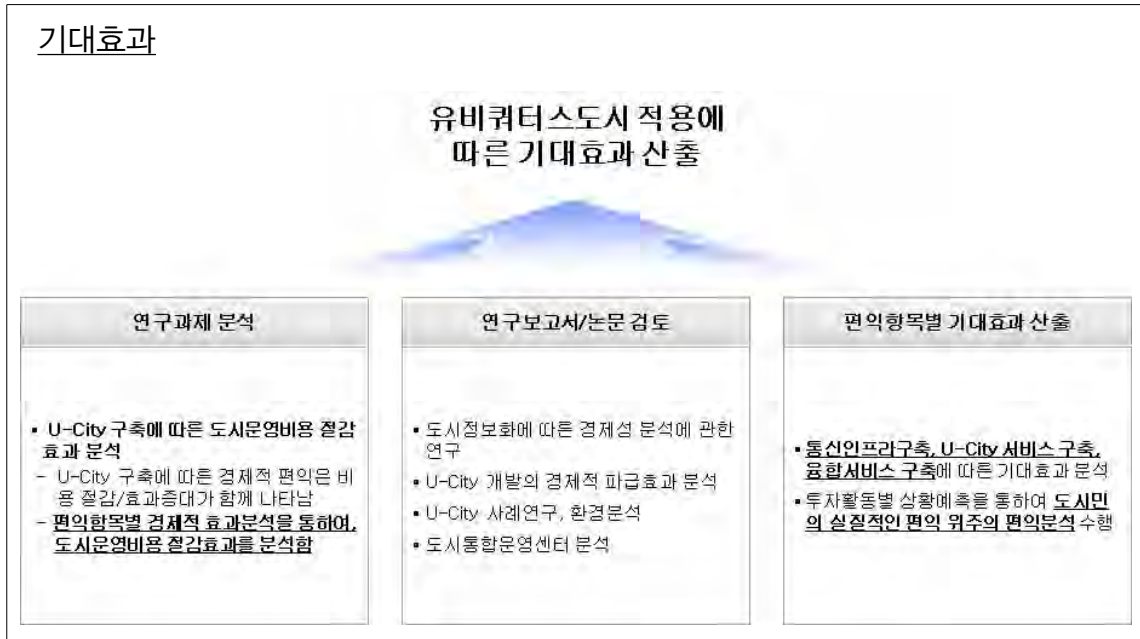 기대효과
유비쿼터스도시 적용에
따른 기대효과 산출
연구과제 분석
▪ U-City 구축에 따른 도시운영비용 절감
효과 분석
– U-City 구축에 따른 경제적 편익은 비
용 절감/효과증대가 함께 나타남
– 편익항목별 경제적 효과분석을 통하여,
도시운영비용 절감효과를 분석함
연구보고서/논문 검토
▪ 도시정보화에 따른 경제성 분석에 관한
연구
▪ U-City 개발의 경제적 파급효과 분석
▪ U-City 사례연구, 환경분석
▪ 도시통합운영센터 분석
편익항목별 기대효과 산출
▪ 통신인프라구축, U-City 서비스 구축,
융합서비스 구축에 따른 기대효과 분석
▪ 투자활동별 상황예측을 통하여 도시민
의 실질적인 편익 위주의 편익분석 수행